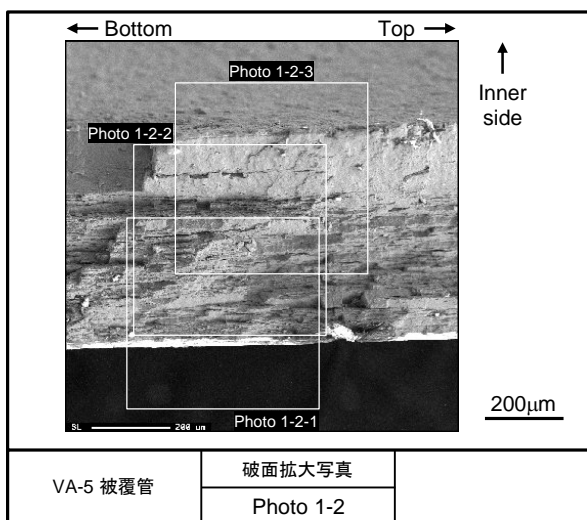 ← Bottom Top →
Photo 1-2-3
↑
Inner
side
Photo 1-2-2
Photo 1-2-1
SL 200 um
200μm
VA-5 被覆管
破面拡大写真
Photo 1-2